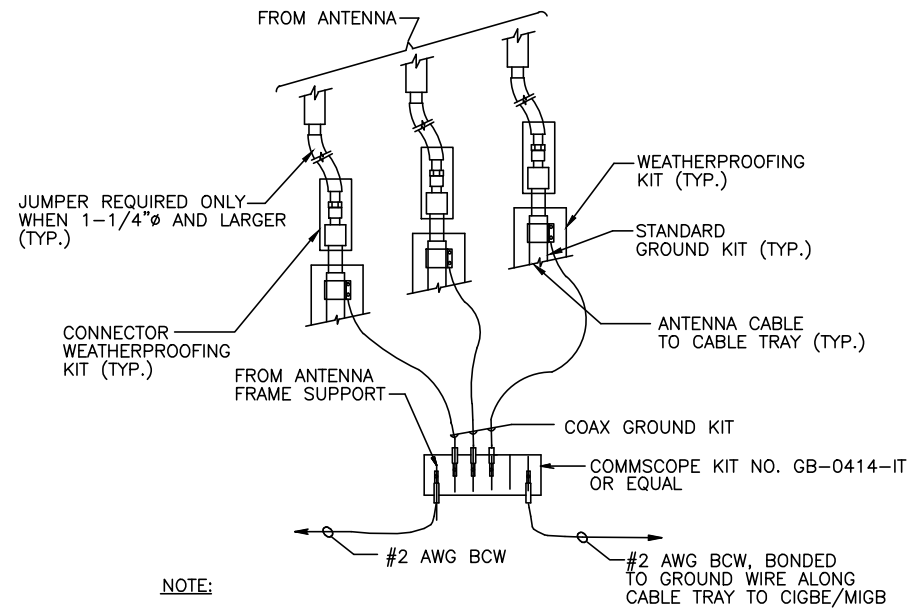 FROM ANTENNA
JUMPER REQUIRED ONLY
WHEN 1-1/4"ø AND LARGER
(TYP.)
WEATHERPROOFING
KIT (TYP.)
STANDARD
GROUND KIT (TYP.)
CONNECTOR
WEATHERPROOFING
KIT (TYP.)
ANTENNA CABLE
TO CABLE TRAY (TYP.)
FROM ANTENNA
FRAME SUPPORT
COAX GROUND KIT
COMMSCOPE KIT NO. GB-0414-IT
OR EQUAL
#2 AWG BCW
#2 AWG BCW, BONDED
TO GROUND WIRE ALONG
CABLE TRAY TO CIGBE/MIGB
NOTE: